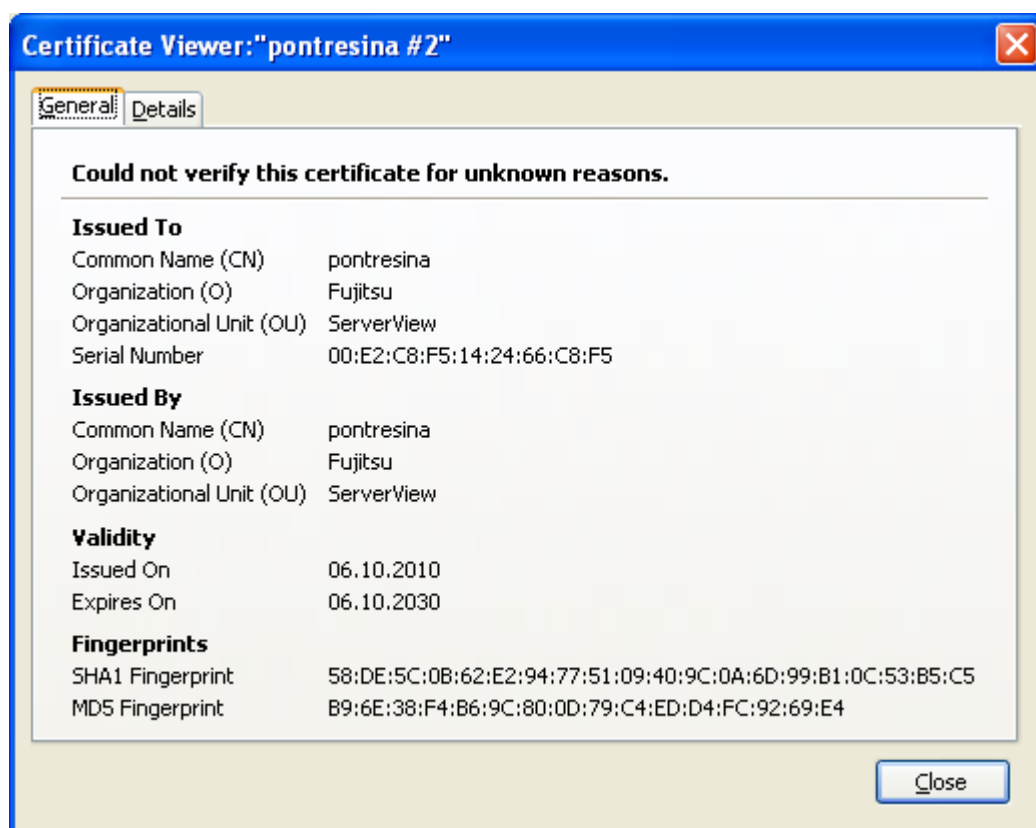 Certificate Viewer:"pontresina #2"
General Details
Could not verify this certificate for unknown reasons.
Issued To
Common Name (CN) pontresina
Organization (O) Fujitsu
Organizational Unit (OU) ServerView
Serial Number 00:E2:C8:F5:14:24:66:C8:F5
Issued By
Common Name (CN) pontresina
Organization (O) Fujitsu
Organizational Unit (OU) ServerView
Validity
Issued On 06.10.2010
Expires On 06.10.2030
Fingerprints
SHA1 Fingerprint 58:DE:5C:0B:62:E2:94:77:51:09:40:9C:0A:6D:99:B1:0C:53:B5:C5
MD5 Fingerprint B9:6E:38:F4:B6:9C:80:0D:79:C4:ED:D4:FC:92:69:E4
Close